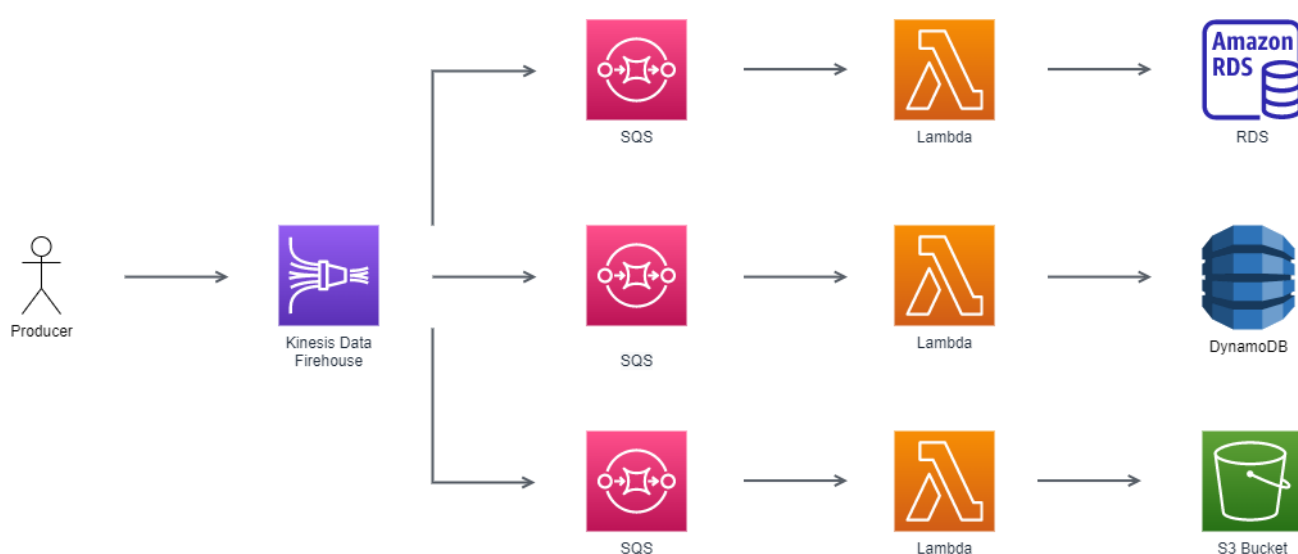 Amazon
RDS
SQS
Lambda
RDS
Producer
Kinesis Data
Firehouse
SQS
Lambda
DynamoDB
SQS
Lambda
S3 Bucket